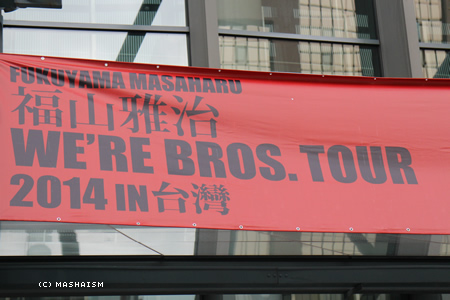 FUKUYAMA MASAHARU
福山雅治
WE'RE BROS. TOUR
2014 IN 台灣
(C) MASHAISM